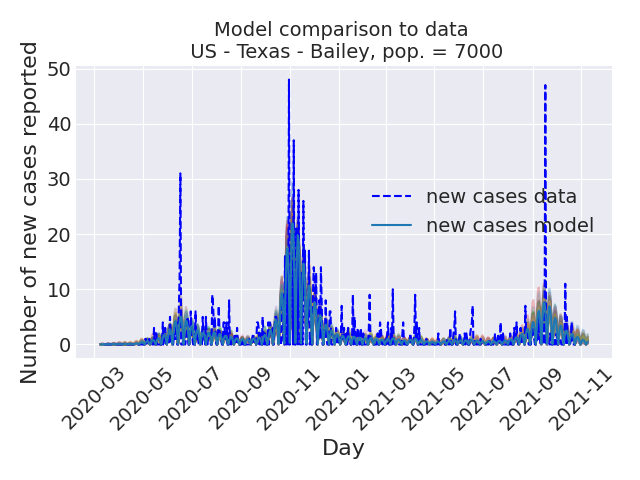 Model comparison to data
US - Texas - Bailey, pop. = 7000
Number of new cases reported
50
40
30
20
10
0
new cases data
new cases model
2020-03
2020-05
2020-07
2020-09
2020-11
2021-01
2021-03
2021-05
2021-07
2021-09
2021-11
Day